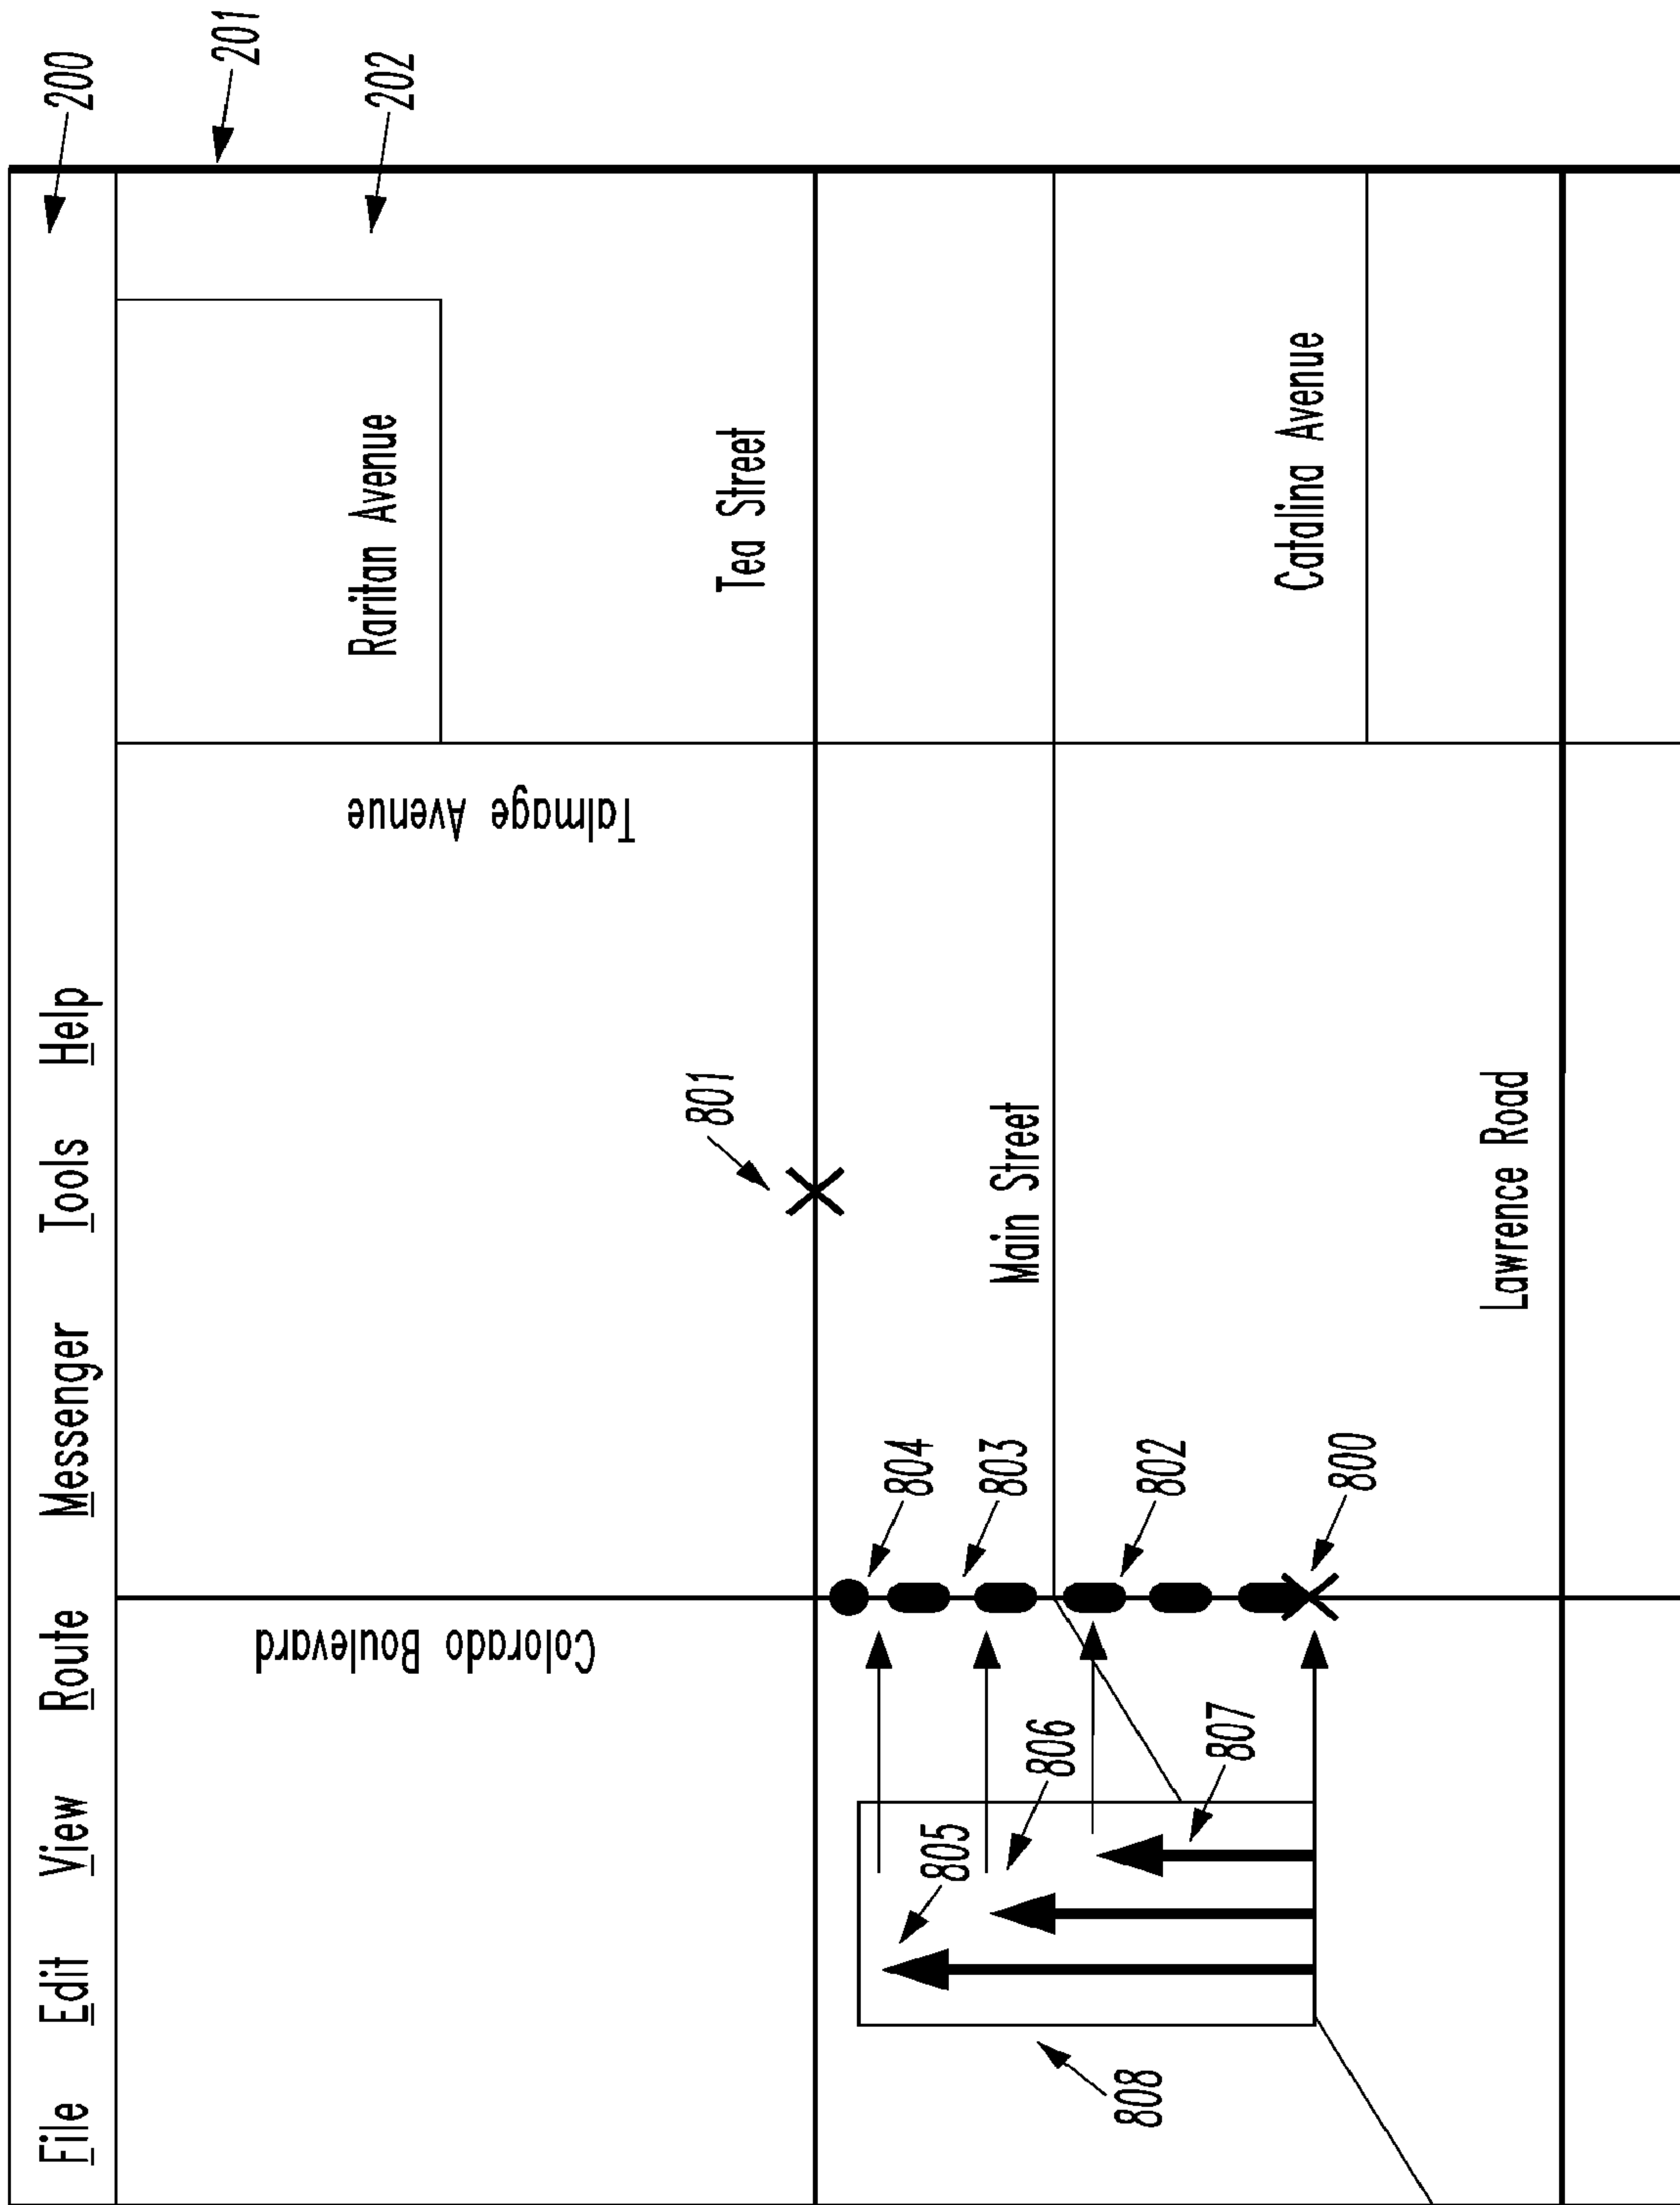 File Edit View Route Messenger Tools Help
200
201
202
Colorado Boulevard
Talmage Avenue
Raritan Avenue
Tea Street
801
804
803
Main Street
802
800
805
806
807
808
Catalina Avenue
Lawrence Road